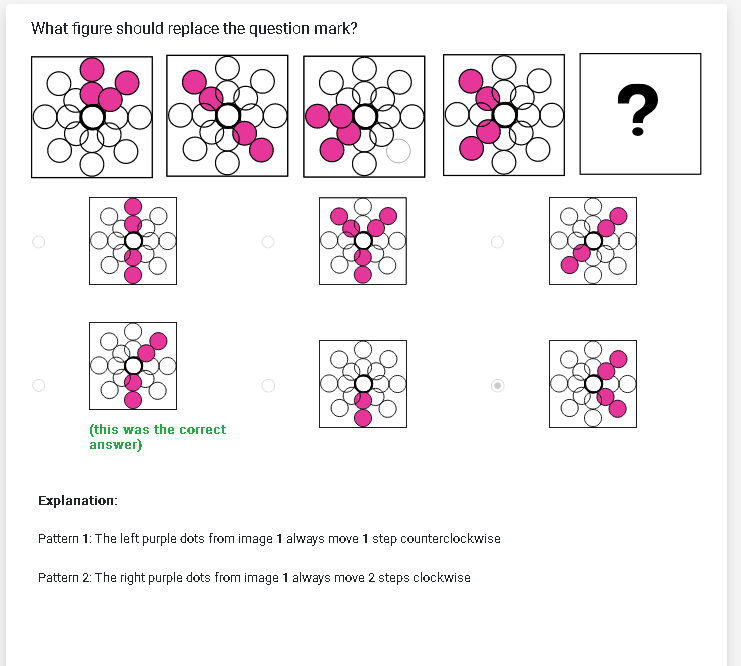 What figure should replace the question mark?
?
(this was the correct
answer)
Explanation:
Pattern 1: The left purple dots from image 1 always move 1 step counterclockwise
Pattern 2: The right purple dots from image 1 always move 2 steps clockwise